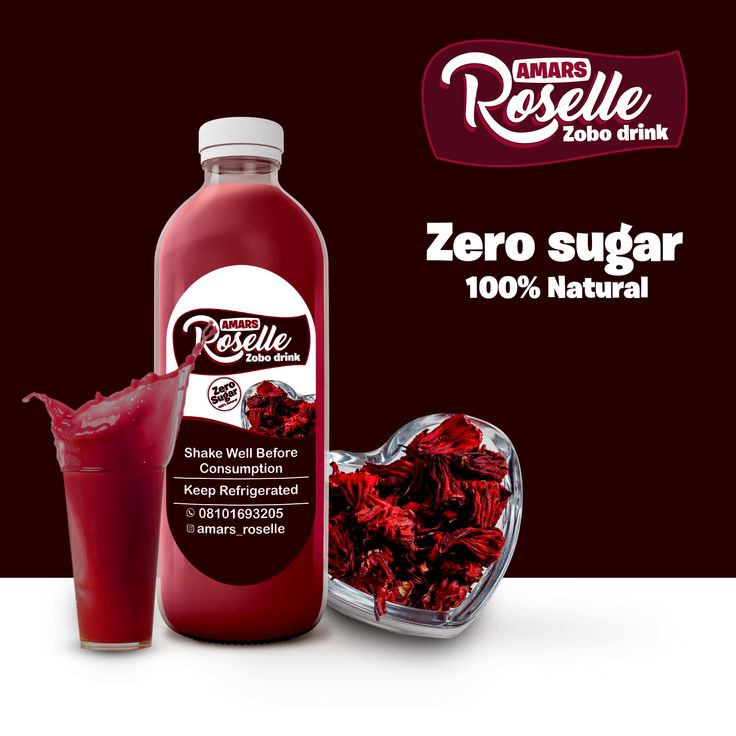 AMARS
Roselle
Zobo drink
Zero sugar
100% Natural
AMARS
Roselle
Zobo drink
Zero
Sugar
Shake Well Before
Consumption
Keep Refrigerated
08101693205
amars_roselle